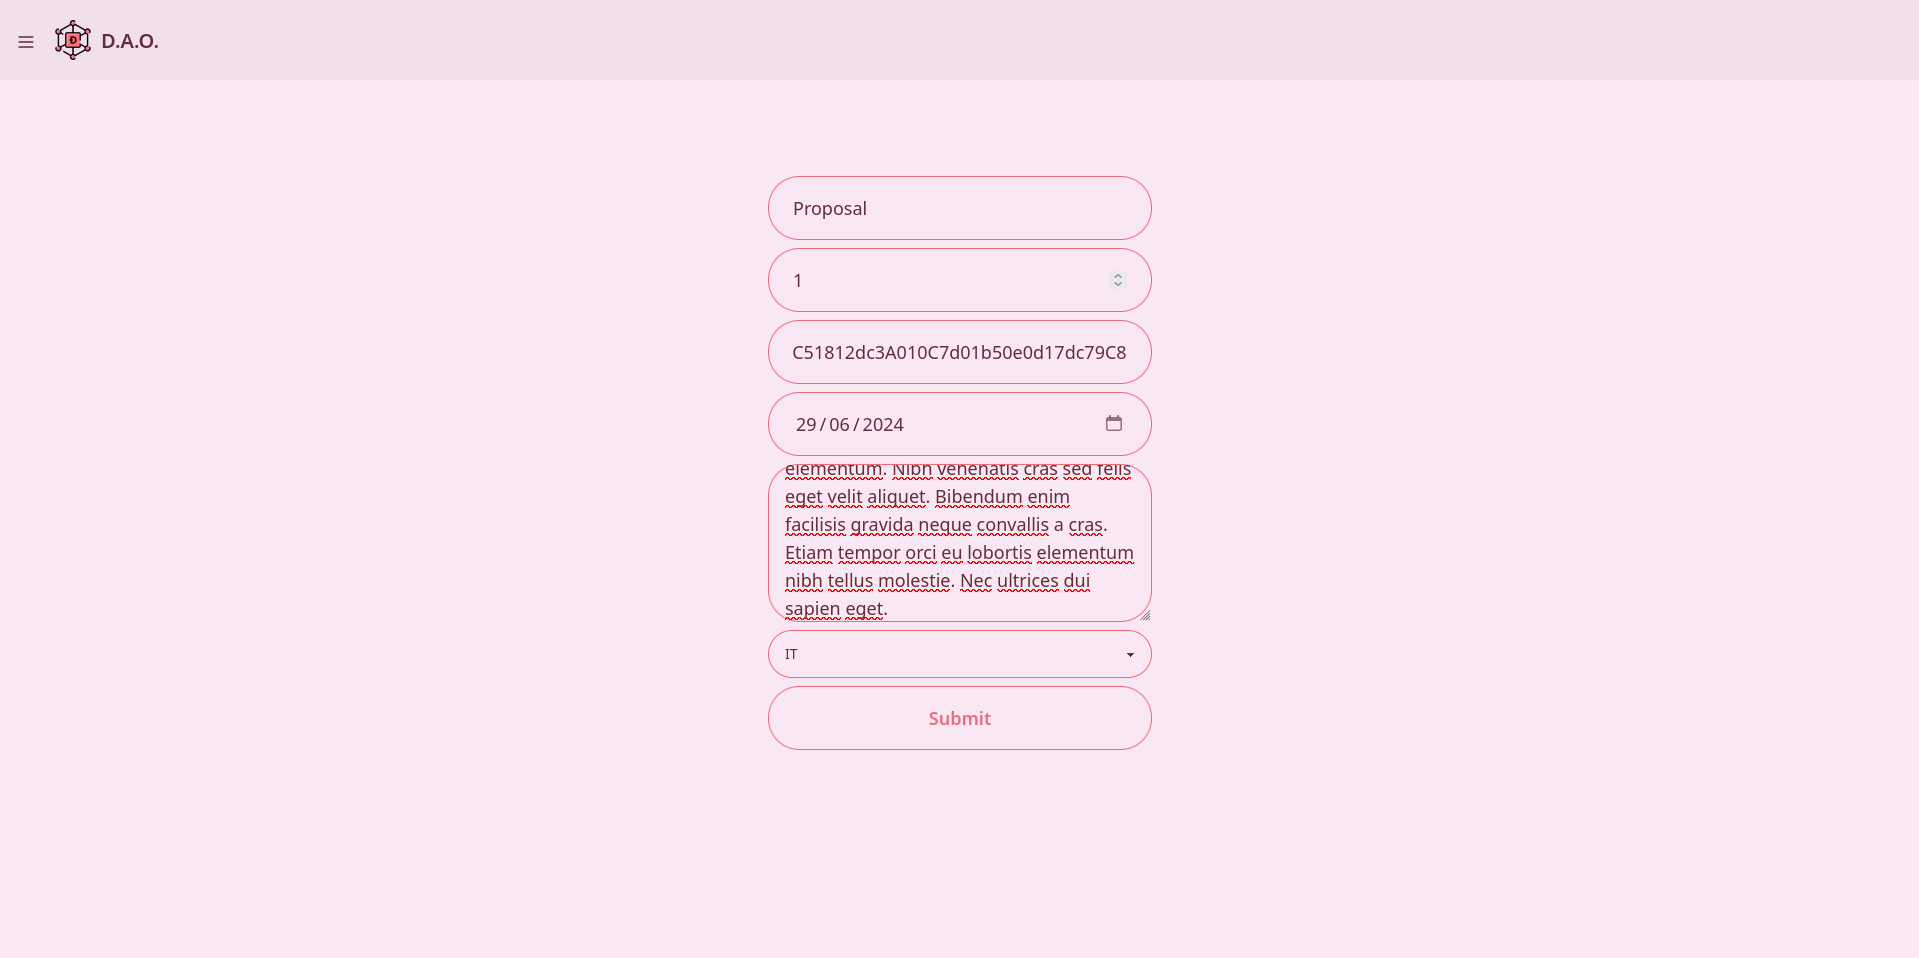 D.A.O.
Proposal
1
C51812dc3A010C7d01b50e0d17dc79C8
29/06/2024
elementum. Nibh venenatis cras sed felis
eget velit aliquet. Bibendum enim
facilisis gravida neque convallis a cras.
Etiam tempor orci eu lobortis elementum
nibh tellus molestie. Nec ultrices dui
sapien eget.
IT
Submit